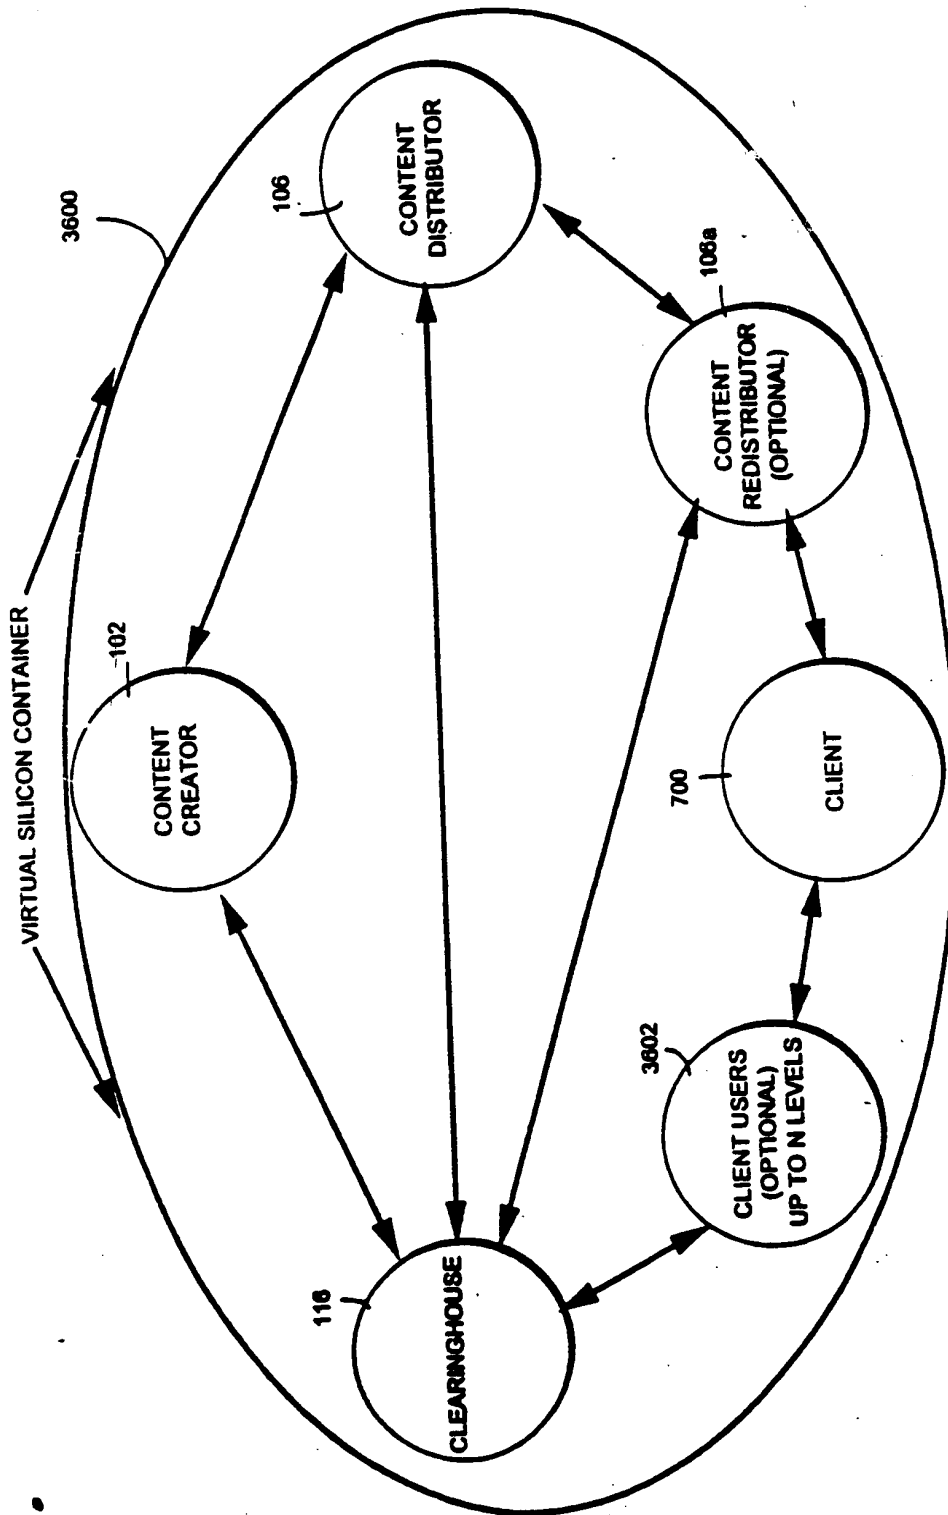 VIRTUAL SILICON CONTAINER
3600
102
CONTENT
CREATOR
106
CONTENT
DISTRIBUTOR
116
CLEARINGHOUSE
106a
CONTENT
REDISTRIBUTOR
(OPTIONAL)
3602
CLIENT USERS
(OPTIONAL)
UP TO N LEVELS
700
CLIENT